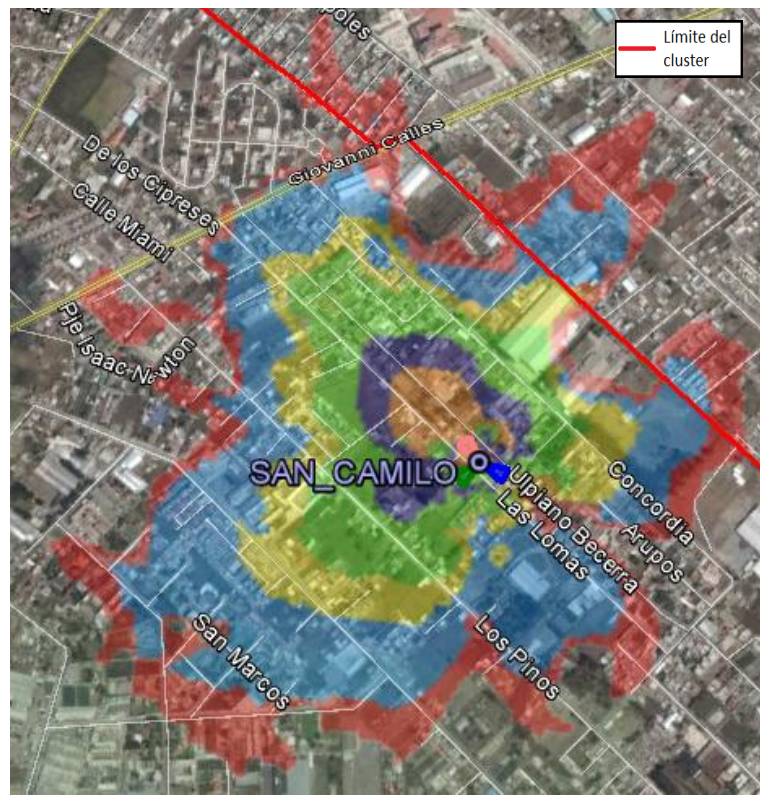 Límite del
cluster
Giovanni Calles
De los Cipreses
Calle Miami
Pje Isaac Newton
SAN_CAMILO
Ulpiano Becerra
Las Lomas
Concordia
Arupos
Los Pinos
San Marcos